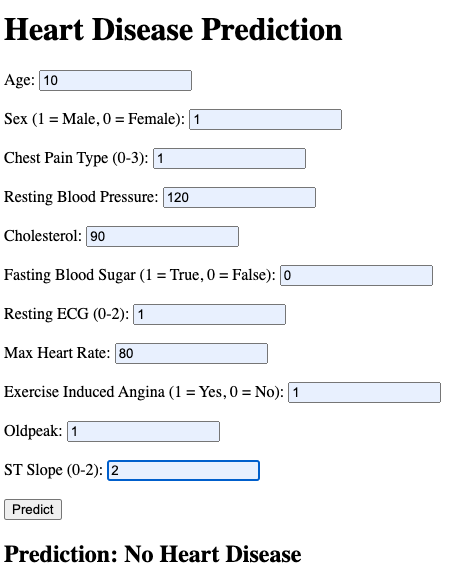 Heart Disease Prediction
Age: 10
Sex (1 = Male, 0 = Female): 1
Chest Pain Type (0-3): 1
Resting Blood Pressure: 120
Cholesterol: 90
Fasting Blood Sugar (1 = True, 0 = False): 0
Resting ECG (0-2): 1
Max Heart Rate: 80
Exercise Induced Angina (1 = Yes, 0 = No): 1
Oldpeak: 1
ST Slope (0-2): 2
Predict
Prediction: No Heart Disease